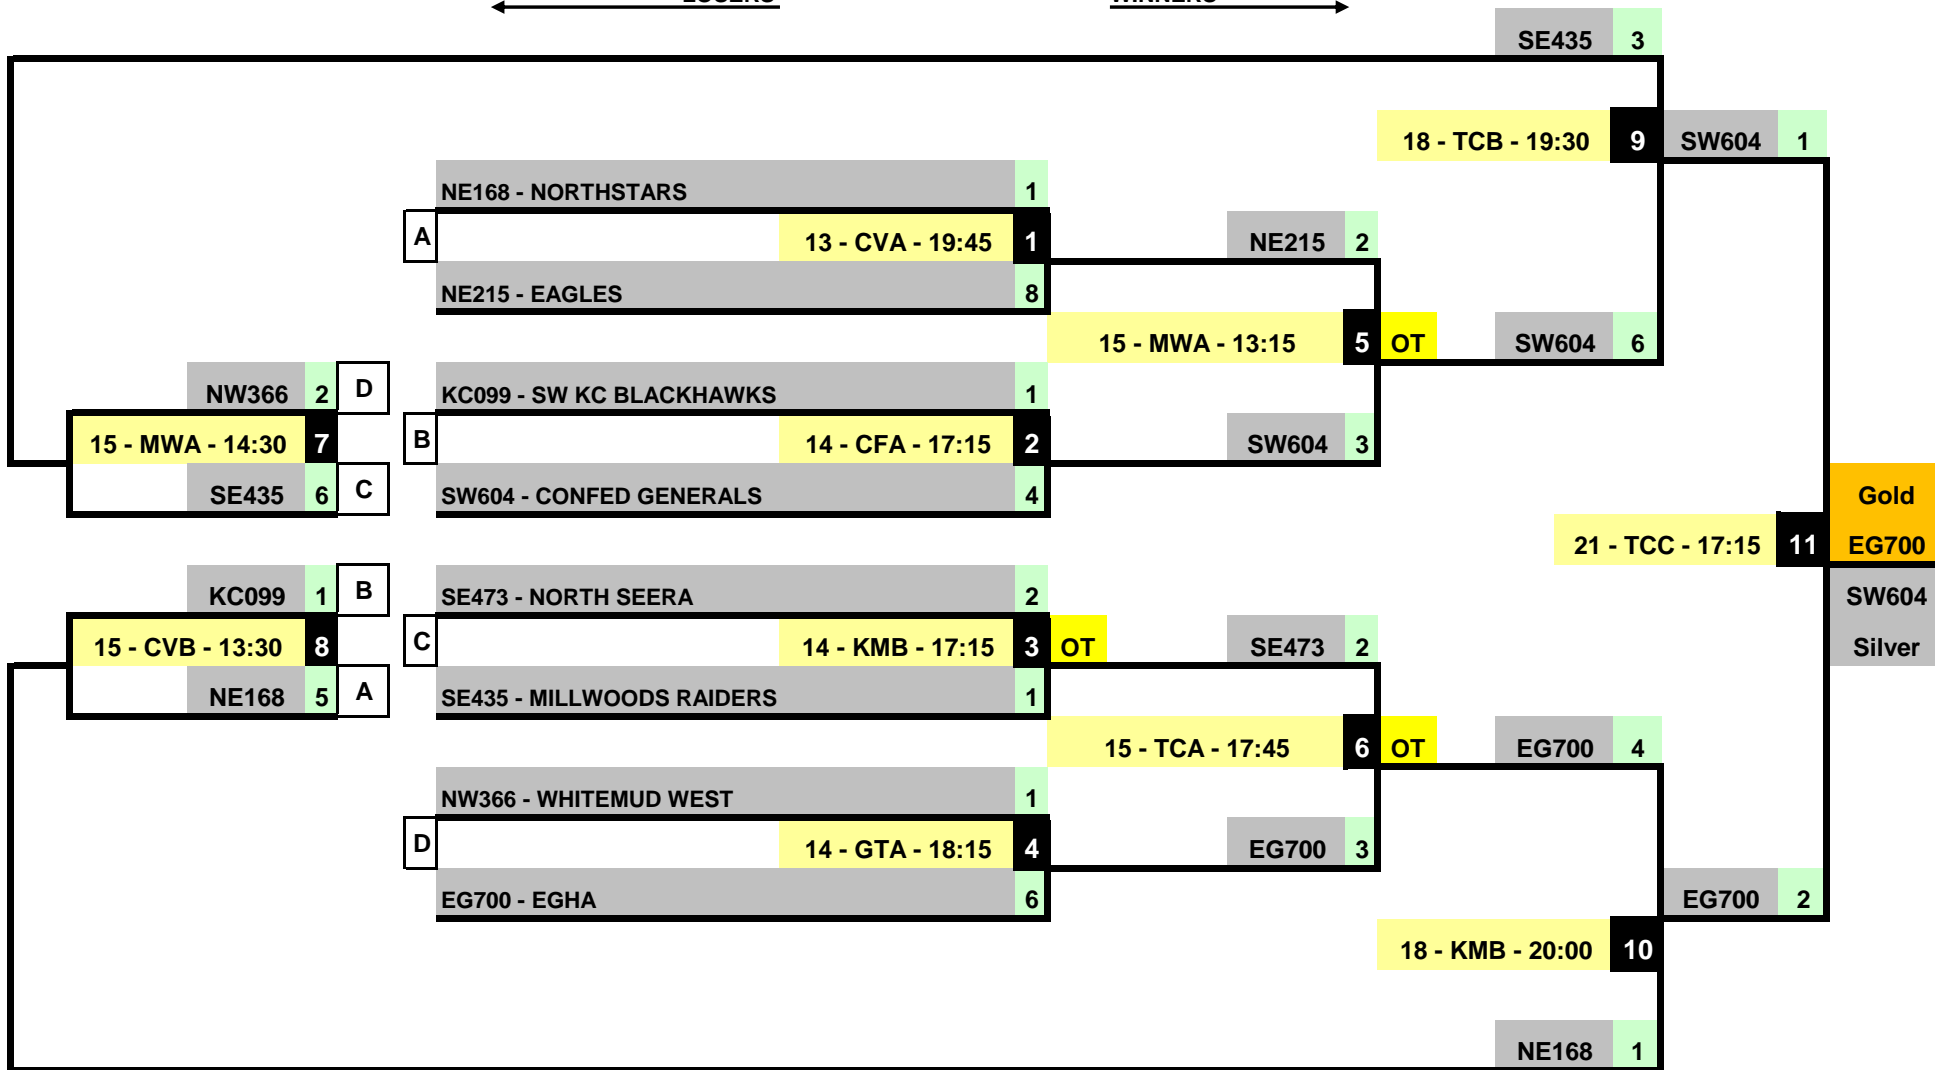 LOSERS WINNERS
SE435 3
18 - TCB - 19:30 9 SW604 1
NE168 - NORTHSTARS 1
A 13 - CVA - 19:45 1 NE215 2
NE215 - EAGLES 8
15 - MWA - 13:15 5 OT SW604 6
NW366 2 D KC099 - SW KC BLACKHAWKS 1
15 - MWA - 14:30 7 B 14 - CFA - 17:15 2 SW604 3
SE435 6 C SW604 - CONFED GENERALS 4 Gold
21 - TCC - 17:15 11 EG700
KC099 1 B SE473 - NORTH SEERA 2 SW604
15 - CVB - 13:30 8 C 14 - KMB - 17:15 3 OT SE473 2 Silver
NE168 5 A SE435 - MILLWOODS RAIDERS 1
15 - TCA - 17:45 6 OT EG700 4
NW366 - WHITEMUD WEST 1
D 14 - GTA - 18:15 4 EG700 3
EG700 - EGHA 6 EG700 2
18 - KMB - 20:00 10
NE168 1